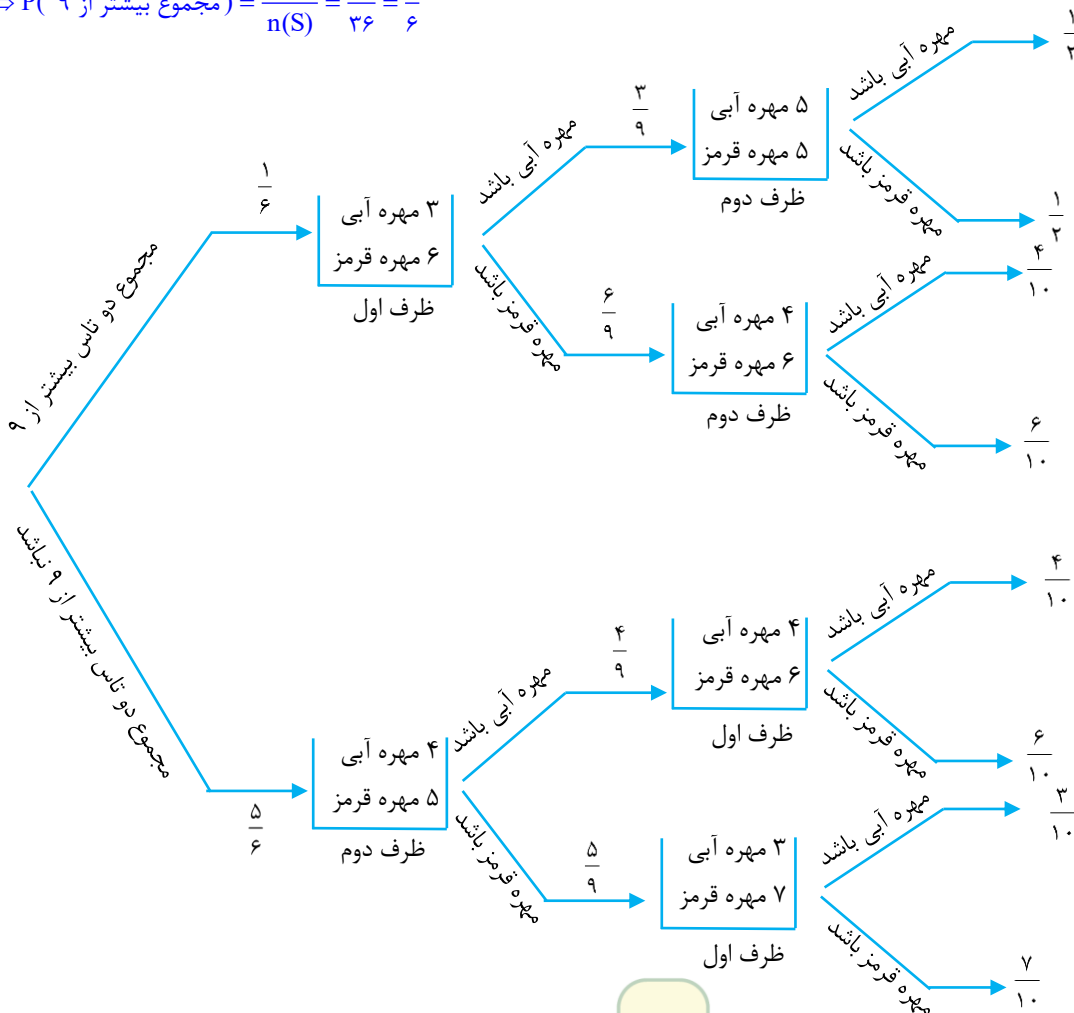 P(مجموع بیشتر از ۹) = n(S) = ۳۶ = ۶
مجموع دو تاس بیشتر از ۹
۱/۶
۳ مهره آبی
۶ مهره قرمز
ظرف اول
مهره آبی باشد
۳/۹
۵ مهره آبی
۵ مهره قرمز
ظرف دوم
مهره آبی باشد
۱/۲
مهره قرمز باشد
۱/۲
مهره قرمز باشد
۶/۹
۴ مهره آبی
۶ مهره قرمز
ظرف دوم
مهره آبی باشد
۴/۱۰
مهره قرمز باشد
۶/۱۰
مجموع دو تاس بیشتر از ۹ نباشد
۵/۶
۴ مهره آبی
۵ مهره قرمز
ظرف دوم
مهره آبی باشد
۴/۹
۴ مهره آبی
۶ مهره قرمز
ظرف اول
مهره آبی باشد
۴/۱۰
مهره قرمز باشد
۶/۱۰
مهره قرمز باشد
۵/۹
۳ مهره آبی
۷ مهره قرمز
ظرف اول
مهره آبی باشد
۳/۱۰
مهره قرمز باشد
۷/۱۰